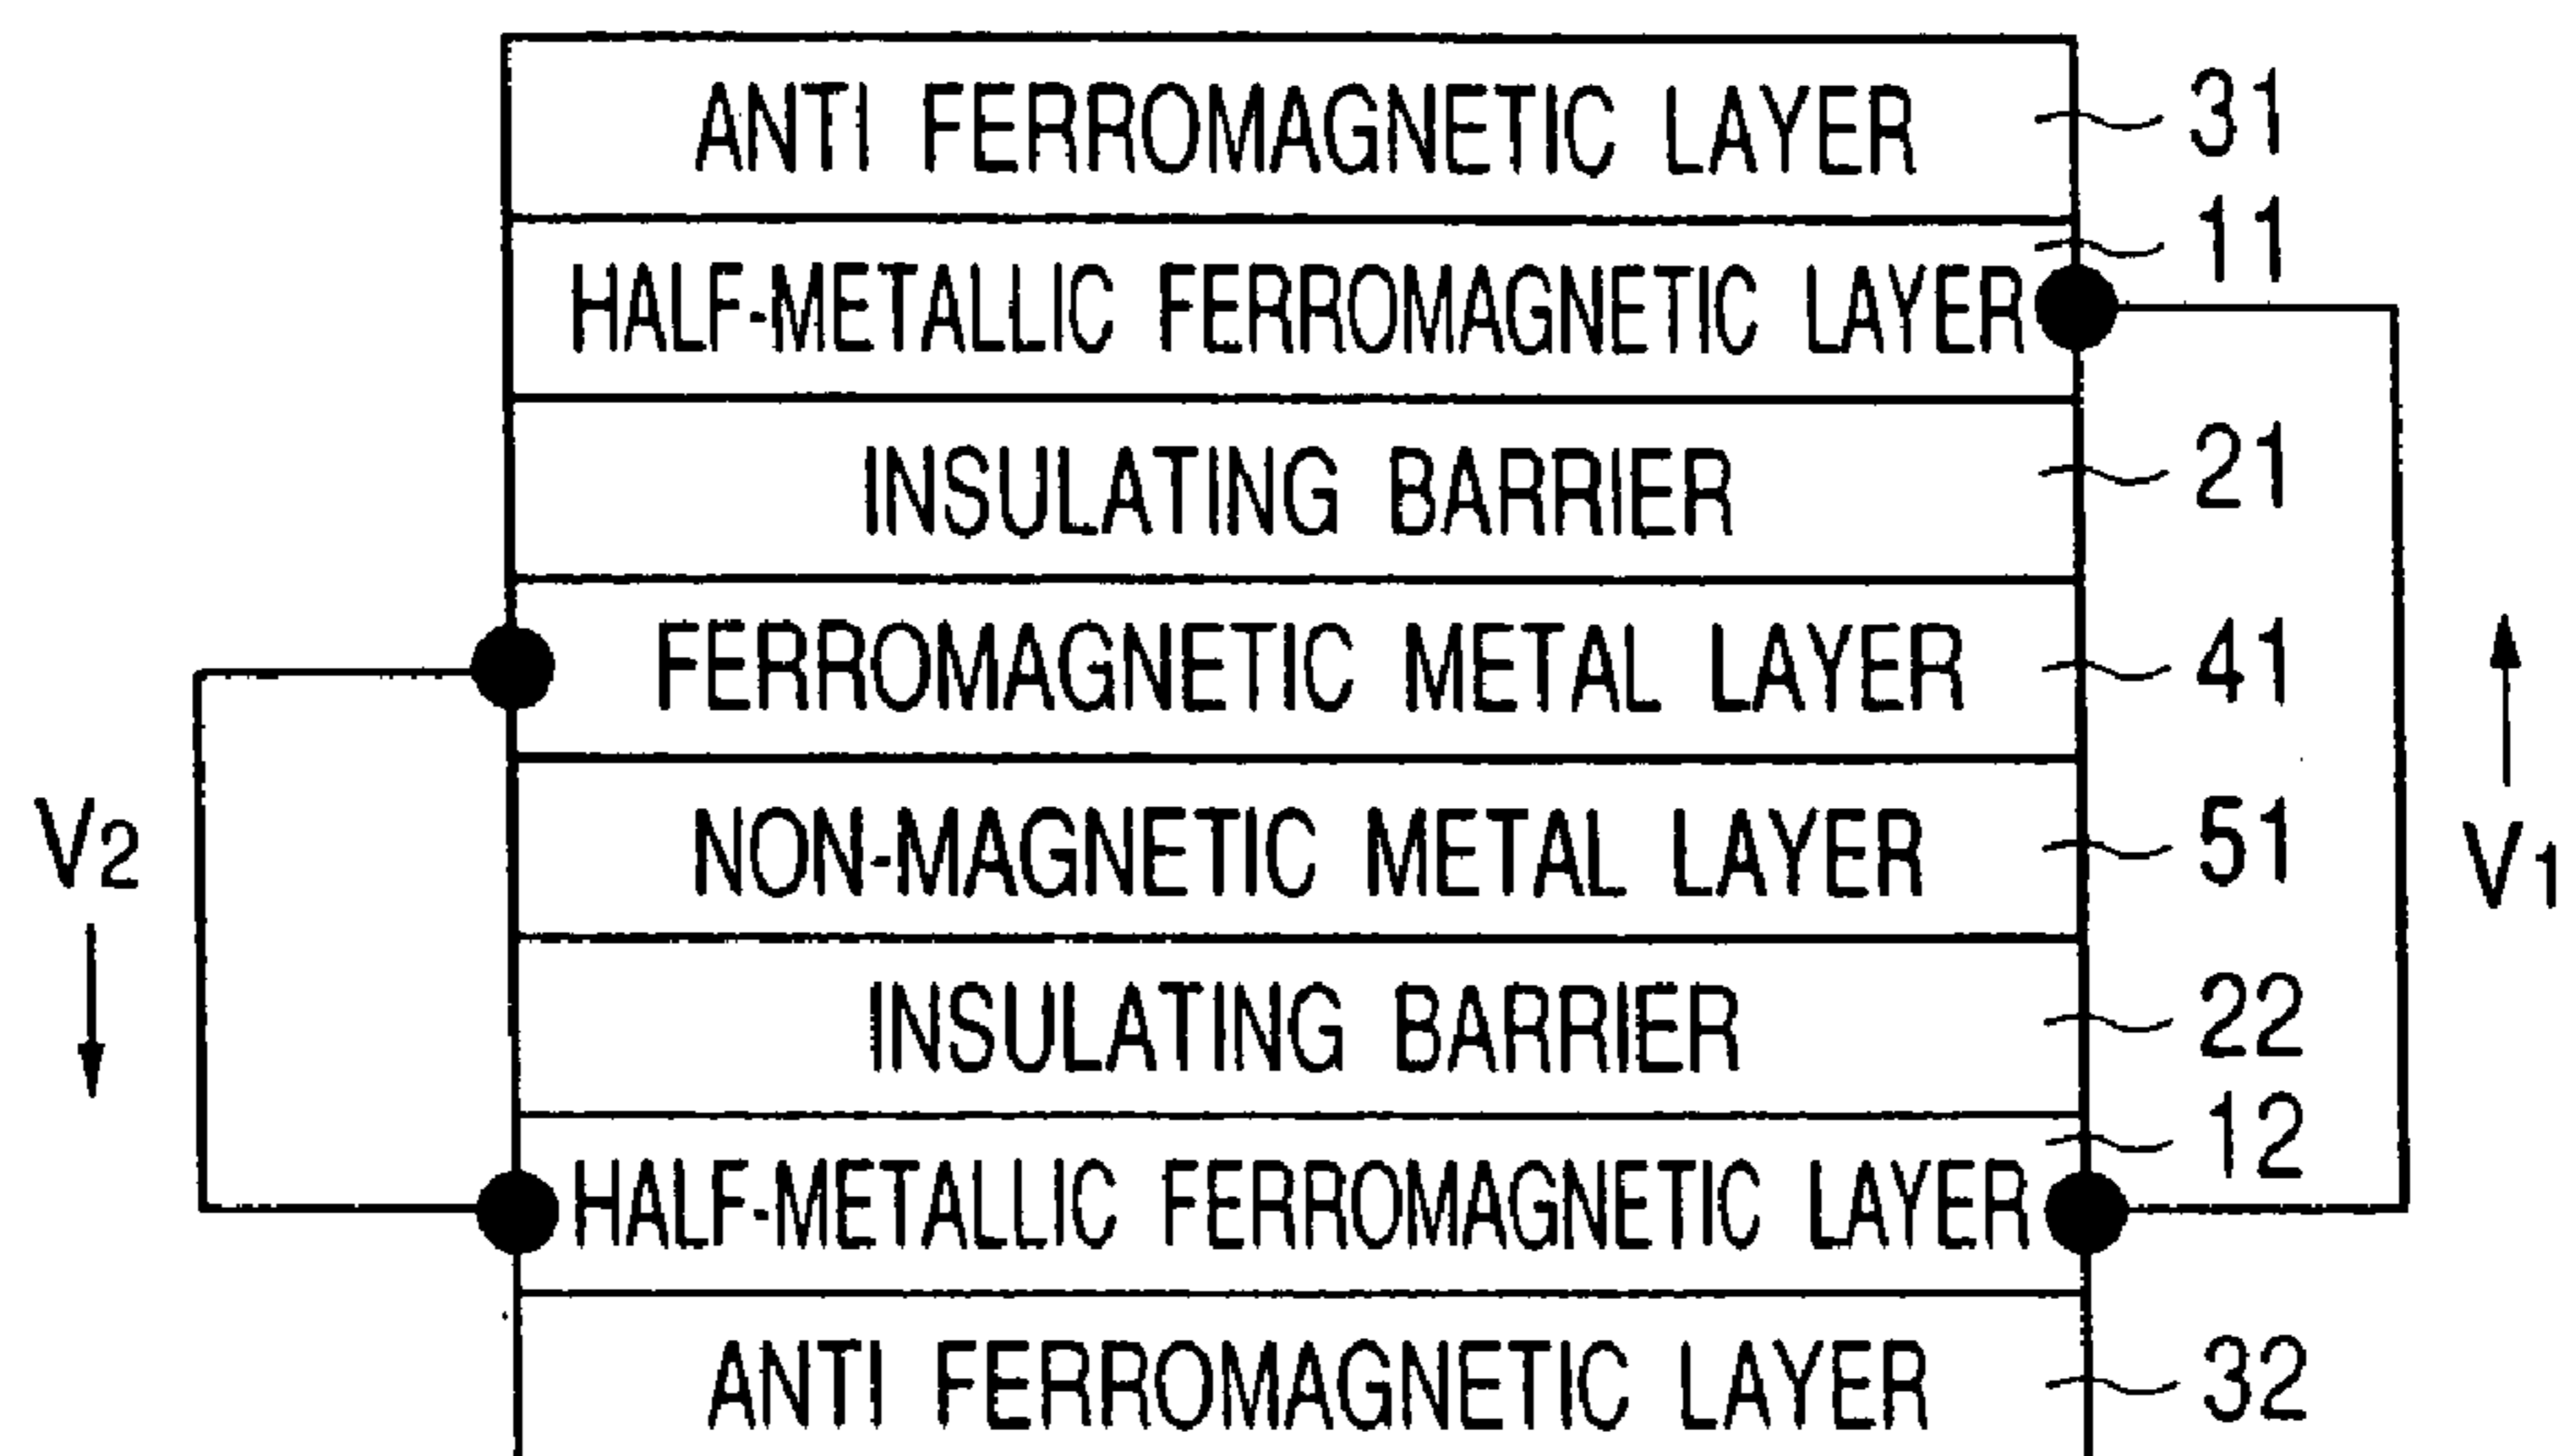 ANTI FERROMAGNETIC LAYER 31
11
HALF-METALLIC FERROMAGNETIC LAYER
INSULATING BARRIER 21
FERROMAGNETIC METAL LAYER 41
NON-MAGNETIC METAL LAYER 51
V2
V1
INSULATING BARRIER 22
12
HALF-METALLIC FERROMAGNETIC LAYER
ANTI FERROMAGNETIC LAYER 32